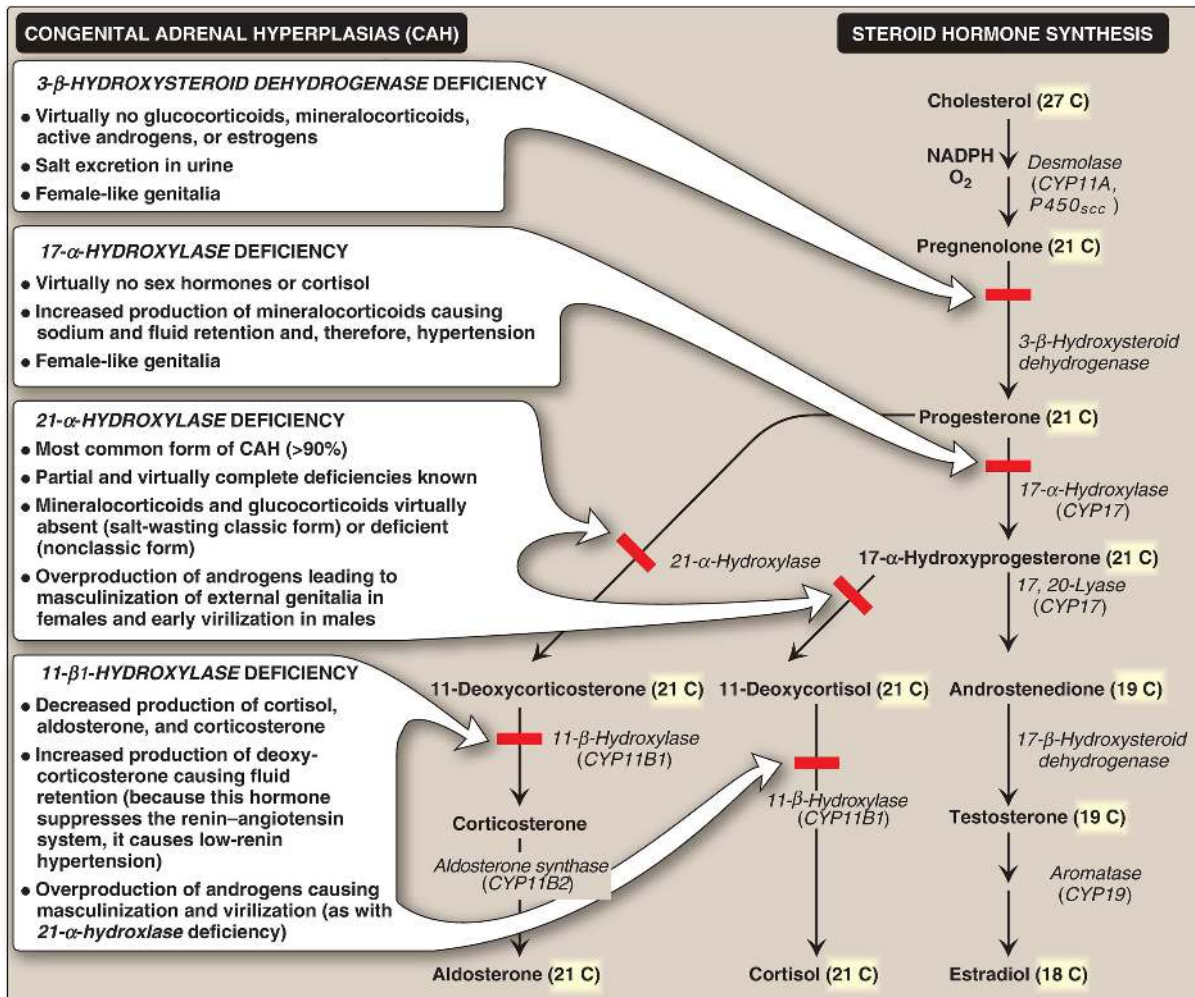 CONGENITAL ADRENAL HYPERPLASIAS (CAH)
3-β-HYDROXYSTEROID DEHYDROGENASE DEFICIENCY
• Virtually no glucocorticoids, mineralocorticoids,
active androgens, or estrogens
• Salt excretion in urine
• Female-like genitalia
17-α-HYDROXYLASE DEFICIENCY
• Virtually no sex hormones or cortisol
• Increased production of mineralocorticoids causing
sodium and fluid retention and, therefore, hypertension
• Female-like genitalia
21-α-HYDROXYLASE DEFICIENCY
• Most common form of CAH (>90%)
• Partial and virtually complete deficiencies known
• Mineralocorticoids and glucocorticoids virtually
absent (salt-wasting classic form) or deficient
(nonclassic form)
• Overproduction of androgens leading to
masculinization of external genitalia in
females and early virilization in males
11-β1-HYDROXYLASE DEFICIENCY
• Decreased production of cortisol,
aldosterone, and corticosterone
• Increased production of deoxy-
corticosterone causing fluid
retention (because this hormone
suppresses the renin–angiotensin
system, it causes low-renin
hypertension)
• Overproduction of androgens causing
masculinization and virilization (as with
21-α-hydroxlase deficiency)
STEROID HORMONE SYNTHESIS
Cholesterol (27 C)
NADPH
O2
Desmolase
(CYP11A,
P450scc )
Pregnenolone (21 C)
3-β-Hydroxysteroid
dehydrogenase
Progesterone (21 C)
17-α-Hydroxylase
(CYP17)
21-α-Hydroxylase
17-α-Hydroxyprogesterone (21 C)
17, 20-Lyase
(CYP17)
11-Deoxycorticosterone (21 C)
11-Deoxycortisol (21 C)
Androstenedione (19 C)
11-β-Hydroxylase
(CYP11B1)
11-β-Hydroxylase
(CYP11B1)
17-β-Hydroxysteroid
dehydrogenase
Corticosterone
Testosterone (19 C)
Aldosterone synthase
(CYP11B2)
Aromatase
(CYP19)
Aldosterone (21 C)
Cortisol (21 C)
Estradiol (18 C)